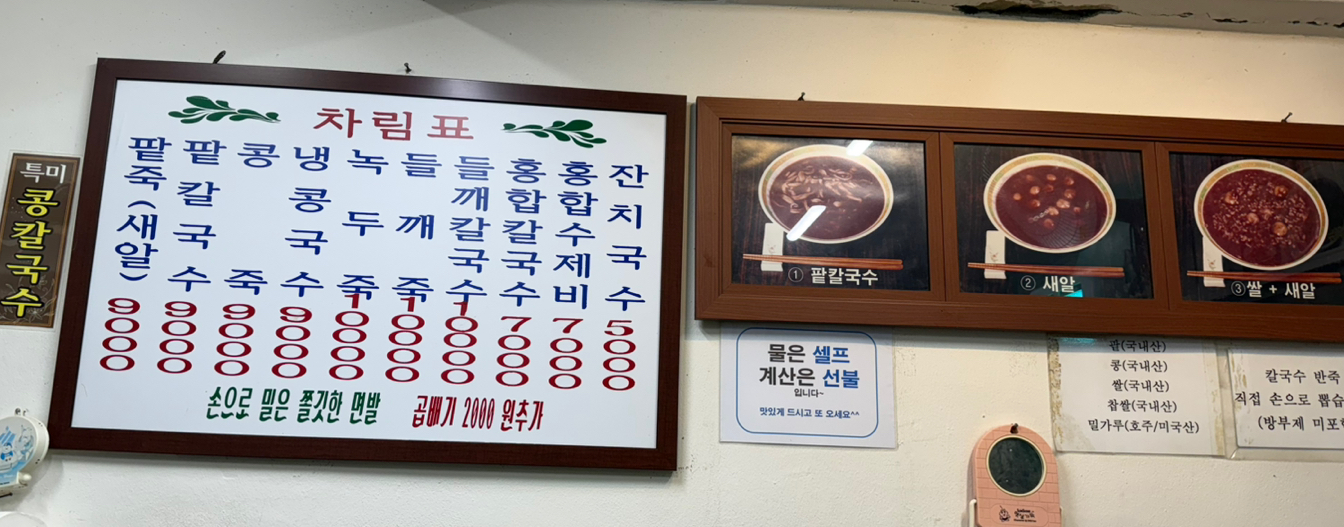 특미
콩칼국수
차림표
팥죽(새알) 9000
팥칼국수 9000
콩죽 9000
냉콩국수 9000
녹두죽 10000
들깨죽 10000
들깨칼국수 10000
홍합칼국수 7000
홍합수제비 7000
잔치국수 5000
손으로 밀은 쫄깃한 면발
곱배기 2000 원추가
① 팥칼국수
② 새알
③ 쌀 + 새알
물은 셀프
계산은 선불
입니다~
맛있게 드시고 또 오세요^^
팥(국내산)
콩(국내산)
쌀(국내산)
찹쌀(국내산)
밀가루(호주/미국산)
칼국수 반죽
직접 손으로 뽑습
(방부제 미포